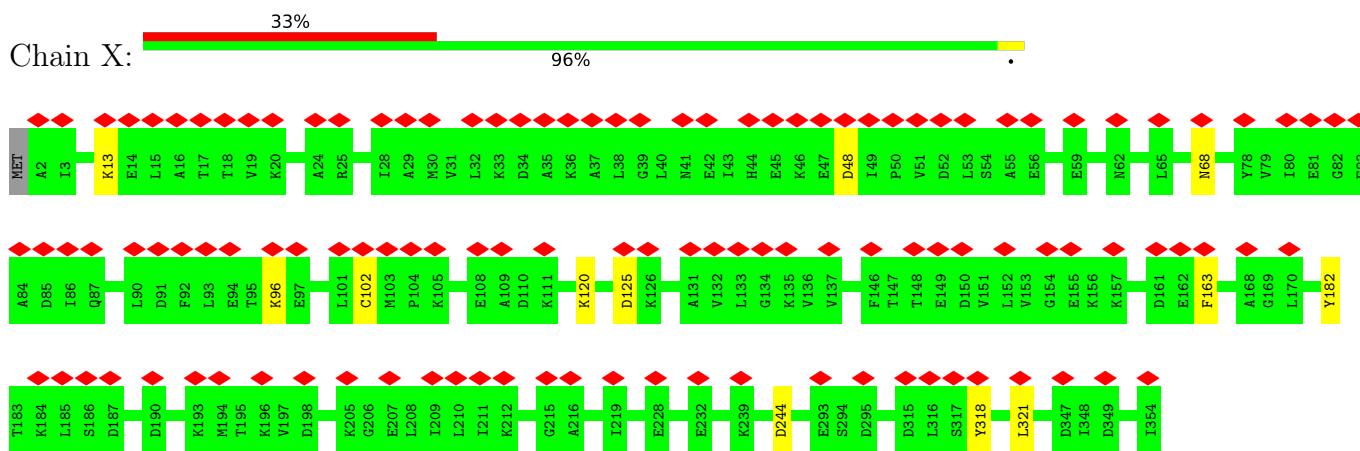 33%
Chain X:
96%
MET A2 I3 K13 E14 L15 A16 T17 T18 V19 K20 A24 R25 I28 A29 M30 V31 L32 K33 D34 A35 K36 A37 L38 G39 L40 N41 E42 I43 H44 E45 K46 E47 D48 I49 P50 V51 D52 L53 S54 A55 E56 E59 N62 L65 N68 Y78 V79 I80 E81 G82
A84 D85 I86 Q87 L90 D91 F92 L93 E94 T95 K96 E97 L101 C102 M103 P104 K105 E108 A109 D110 K111 K120 D125 K126 A131 V132 L133 G134 K135 V136 V137 F146 T147 T148 E149 D150 V151 L152 V153 G154 E155 K156 K157 D161 E162 F163 A168 G169 L170 Y182
T183 K184 L185 S186 D187 D190 K193 M194 T195 K196 V197 D198 K205 G206 E207 L208 I209 L210 I211 K212 G215 A216 I219 E228 E232 K239 D244 E293 S294 D295 D315 L316 S317 Y318 L321 D347 I348 D349 I354